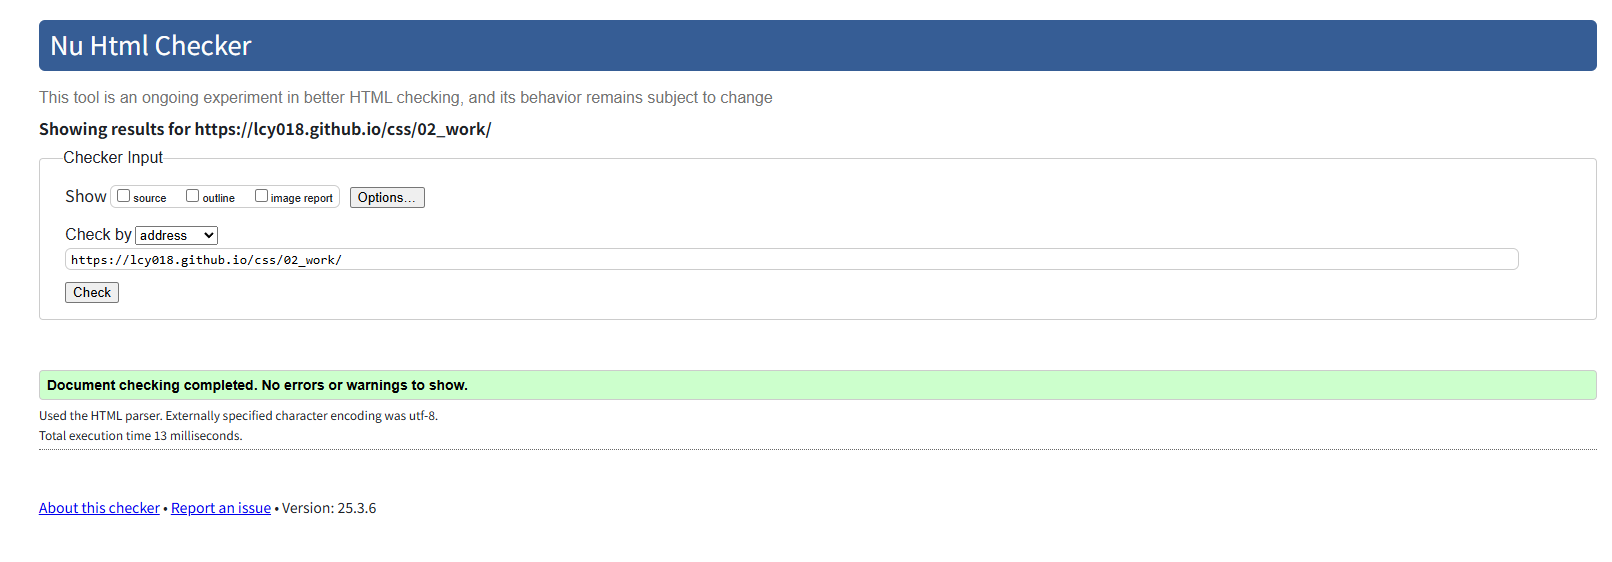 Nu Html Checker
This tool is an ongoing experiment in better HTML checking, and its behavior remains subject to change
Showing results for https://lcy018.github.io/css/02_work/
Checker Input
Show source outline image report Options...
Check by address
https://lcy018.github.io/css/02_work/
Check
Document checking completed. No errors or warnings to show.
Used the HTML parser. Externally specified character encoding was utf-8.
Total execution time 13 milliseconds.
About this checker • Report an issue • Version: 25.3.6